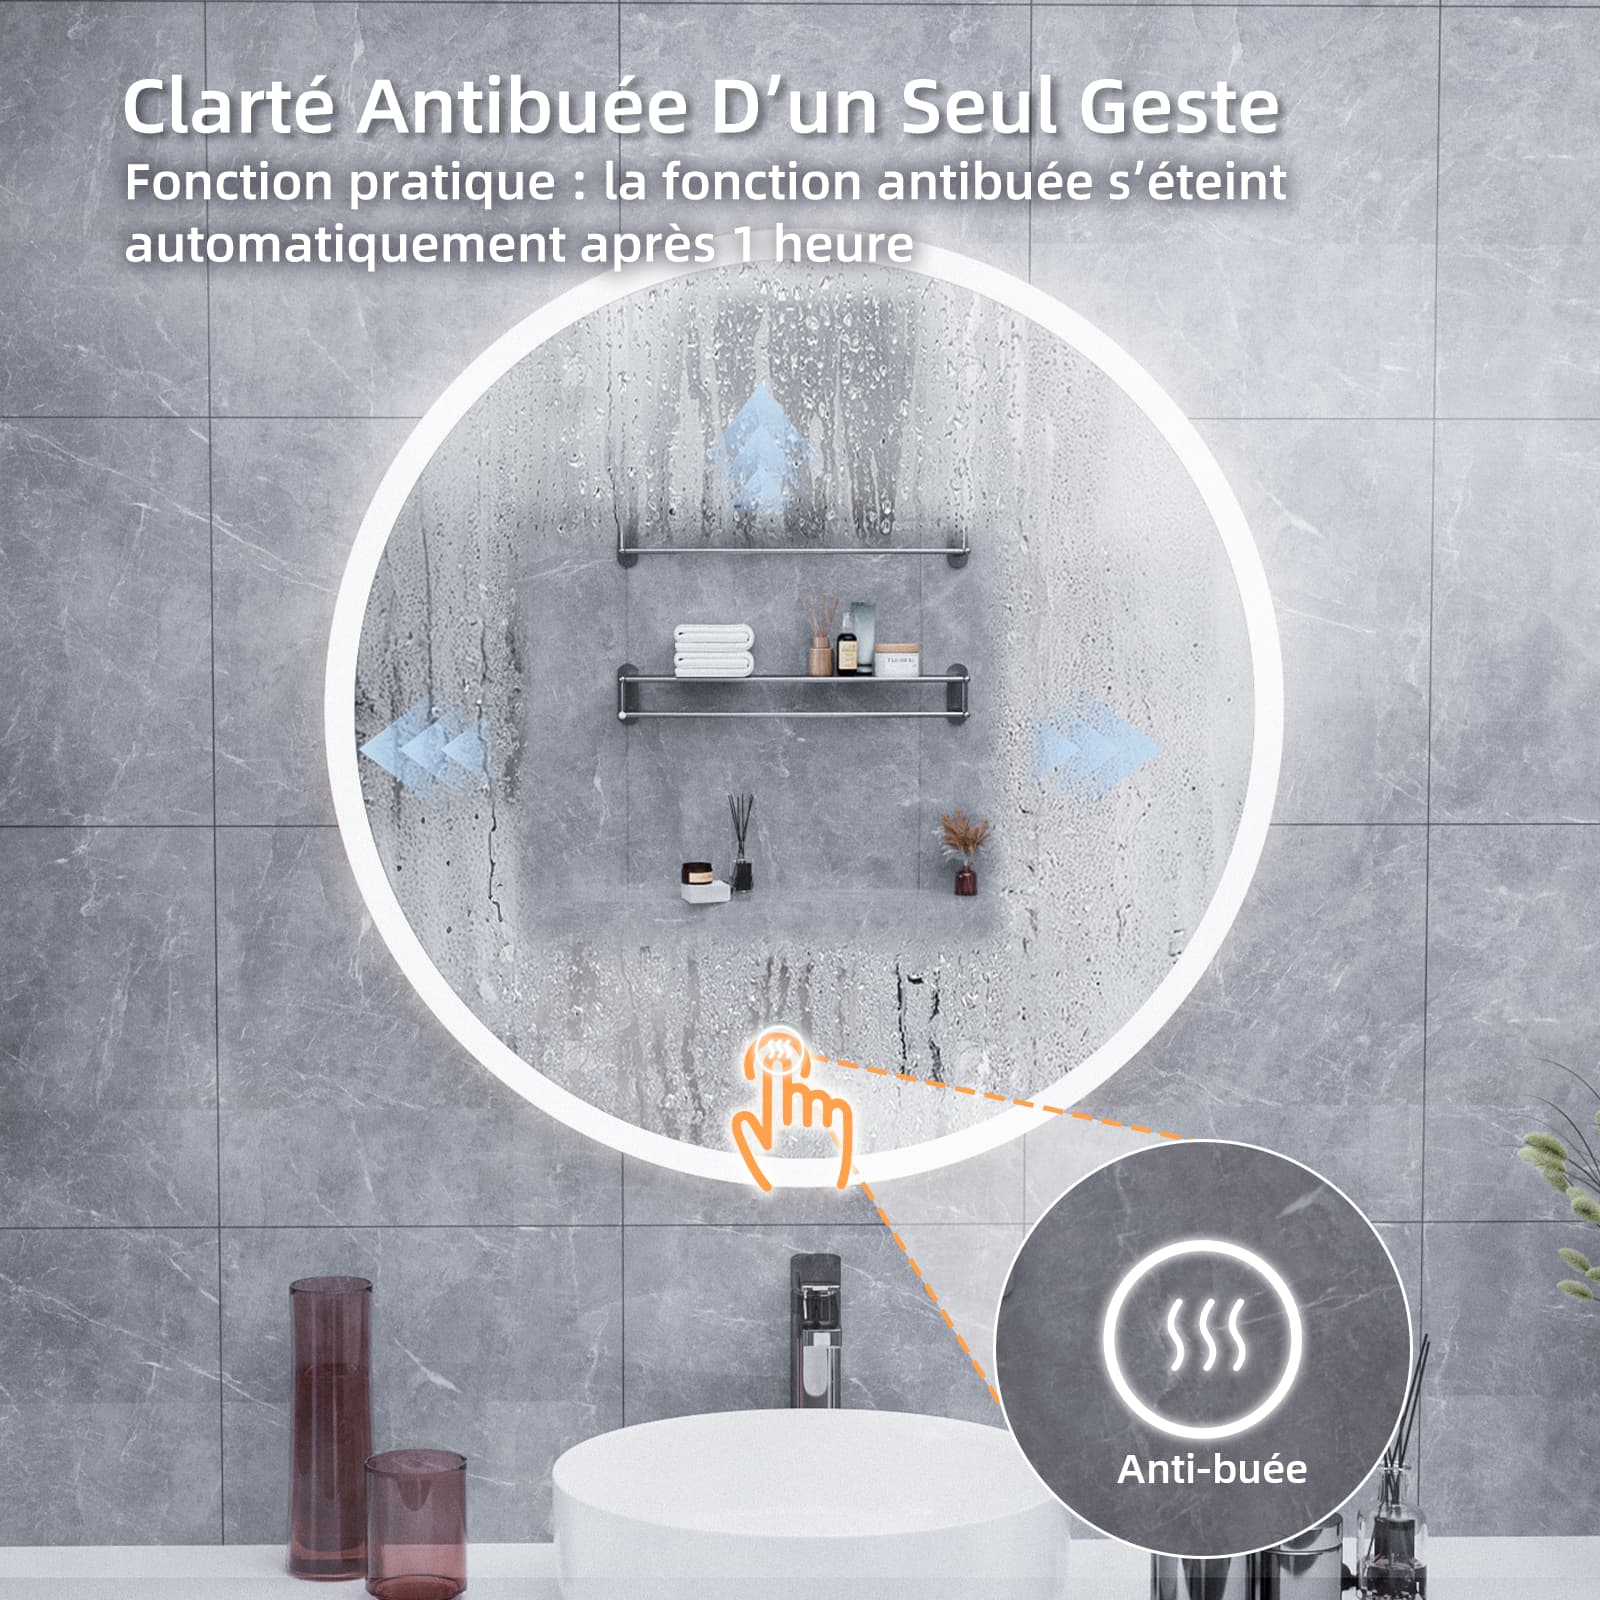 Clarté Antibuée D’un Seul Geste
Fonction pratique : la fonction antibuée s’éteint
automatiquement après 1 heure
Anti-buée